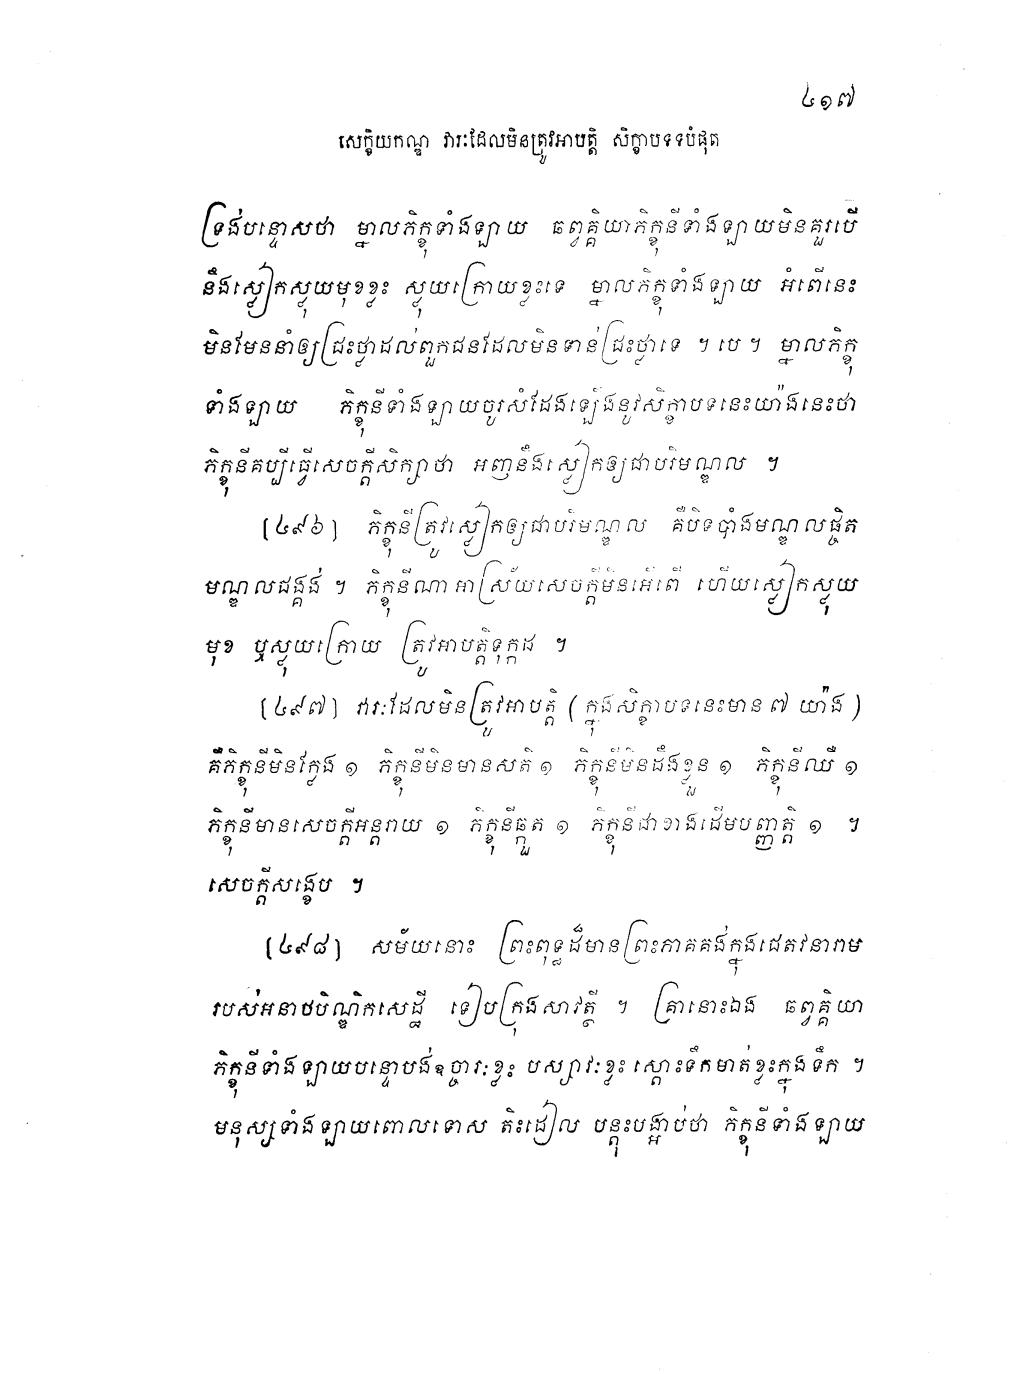 ៤១៧
សេក្ខិយកណ្ឌ វារៈដែលមិនត្រូវអាបត្តិ សិក្ខាបទទបំផុត
ទ្រង់បន្ទោសថា ម្នាលភិក្ខុទាំងឡាយ ឆព្វគ្គិយាភិក្ខុនីទាំងឡាយមិនគួរបើ
នឹងស្លៀកស្លុយមុខខ្លះ ស្លុយក្រោយខ្លះទេ ម្នាលភិក្ខុទាំងឡាយ អំពើនេះ
មិនមែននាំឲ្យជ្រះថ្លាដល់ពួកជនដែលមិនទាន់ជ្រះថ្លាទេ ។ បេ ។ ម្នាលភិក្ខុ
ទាំងឡាយ ភិក្ខុនីទាំងឡាយចូរសំដែងឡើងនូវសិក្ខាបទនេះយ៉ាងនេះថា
ភិក្ខុនីគប្បីធ្វើសេចក្តីសិក្សាថា អញនឹងស្លៀកឲ្យជាបរិមណ្ឌល ។
[៤៩៦] ភិក្ខុនីត្រូវស្លៀកឲ្យជាបរិមណ្ឌល គឺបិទបាំងមណ្ឌលផ្ចិត
មណ្ឌលជង្គង់ ។ ភិក្ខុនីណាអាស្រ័យសេចក្តីមិនអើពើ ហើយស្លៀកស្លុយ
មុខ ឬស្លុយក្រោយ ត្រូវអាបត្តិទុក្កដ ។
[៤៩៧] វារៈដែលមិនត្រូវអាបត្តិ (ក្នុងសិក្ខាបទនេះមាន ៧ យ៉ាង)
គឺភិក្ខុនីមិនក្លែង ១ ភិក្ខុនីមិនមានសតិ ១ ភិក្ខុនីមិនដឹងខ្លួន ១ ភិក្ខុនីឈឺ ១
ភិក្ខុនីមានសេចក្តីអន្តរាយ ១ ភិក្ខុនីឆ្កួត ១ ភិក្ខុនីជាខាងដើមបញ្ញត្តិ ១ ។
សេចក្តីសង្ខេប ។
[៤៩៨] សម័យនោះ ព្រះពុទ្ធដ៏មានព្រះភាគគង់ក្នុងជេតវនារាម
របស់អនាថបិណ្ឌិកសេដ្ឋី ទៀបក្រុងសាវត្ថី ។ គ្រានោះឯង ឆព្វគ្គិយា
ភិក្ខុនីទាំងឡាយបន្ទោបង់ឧច្ចារៈខ្លះ បស្សាវៈខ្លះ ស្តោះទឹកមាត់ខ្លះក្នុងទឹក ។
មនុស្សទាំងឡាយពោលទោស តិះដៀល បន្តុះបង្អាប់ថា ភិក្ខុនីទាំងឡាយ